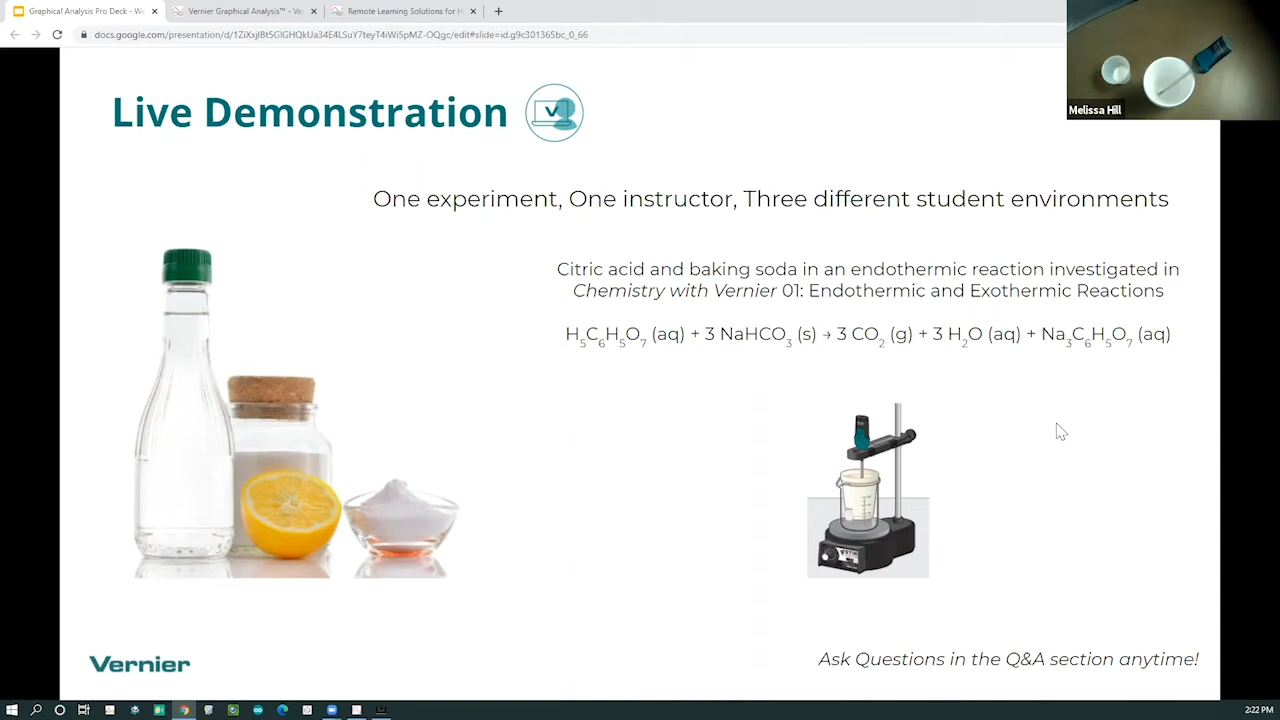 Graphical Analysis Pro Deck - We
Vernier Graphical Analysis™ - Ve
Remote Learning Solutions for H
docs.google.com/presentation/d/1ZiXxjIBt5GIGHQkUa34E4LSuY7teyT4iWi5pMZ-OQgc/edit#slide=id.g9c301365bc_0_66
Melissa Hill
Live Demonstration
V
One experiment, One instructor, Three different student environments
Citric acid and baking soda in an endothermic reaction investigated in
Chemistry with Vernier 01: Endothermic and Exothermic Reactions
H₅C₆H₅O₇ (aq) + 3 NaHCO₃ (s) → 3 CO₂ (g) + 3 H₂O (aq) + Na₃C₆H₅O₇ (aq)
Vernier
Ask Questions in the Q&A section anytime!
2:22 PM